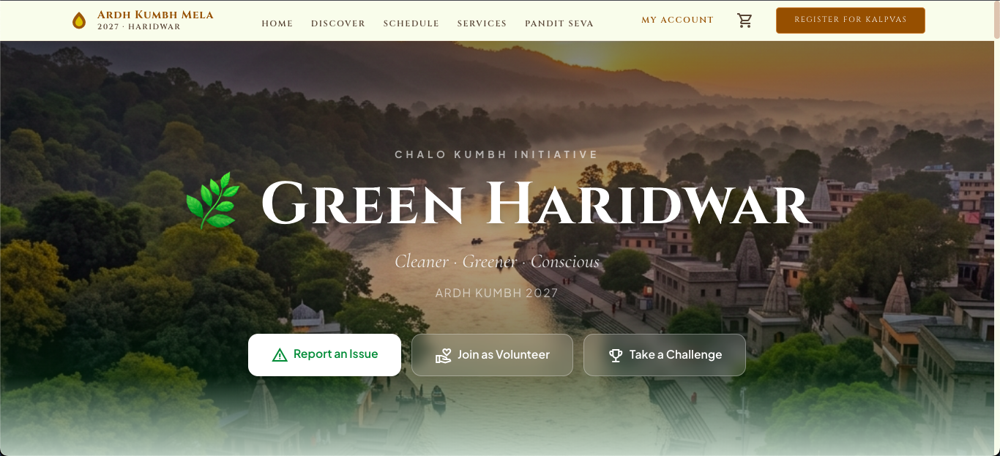 Ardh Kumbh Mela
2027 · HARIDWAR
HOME DISCOVER SCHEDULE SERVICES PANDIT SEVA
MY ACCOUNT
REGISTER FOR KALPVAS
CHALO KUMBH INITIATIVE
Green Haridwar
Cleaner · Greener · Conscious
ARDH KUMBH 2027
Report an Issue
Join as Volunteer
Take a Challenge